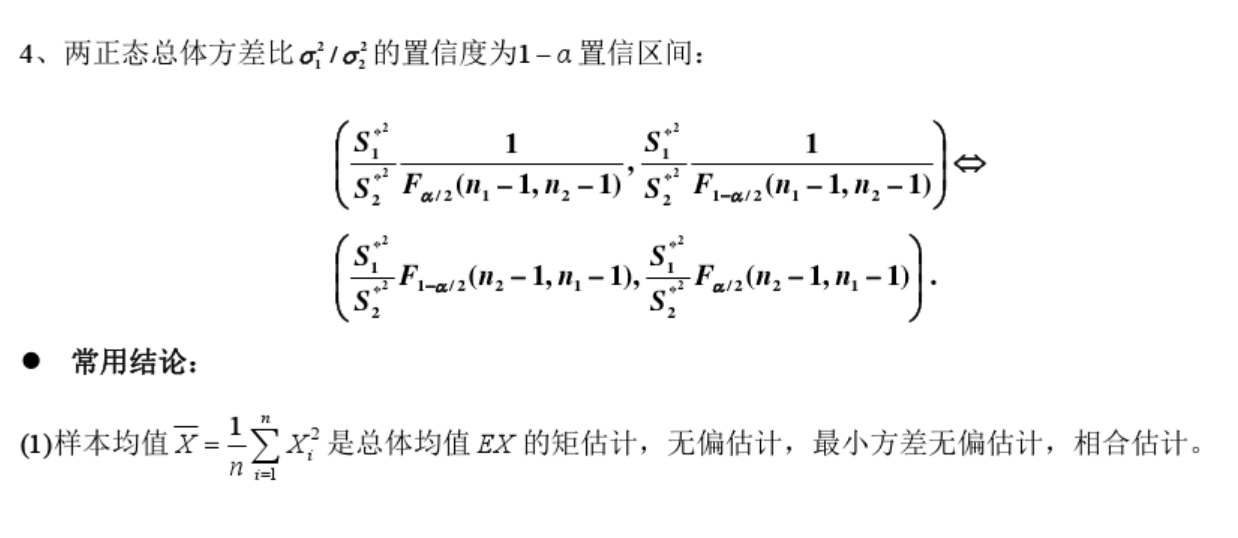 4、两正态总体方差比 $\sigma_1^2 / \sigma_2^2$ 的置信度为 $1-\alpha$ 置信区间：
$\left( \frac{S_1^{*2}}{S_2^{*2}} \frac{1}{F_{\alpha/2}(n_1-1, n_2-1)}, \frac{S_1^{*2}}{S_2^{*2}} \frac{1}{F_{1-\alpha/2}(n_1-1, n_2-1)} \right) \Leftrightarrow$
$\left( \frac{S_1^{*2}}{S_2^{*2}} F_{1-\alpha/2}(n_2-1, n_1-1), \frac{S_1^{*2}}{S_2^{*2}} F_{\alpha/2}(n_2-1, n_1-1) \right).$
● 常用结论：
(1)样本均值 $\overline{X} = \frac{1}{n} \sum_{i=1}^{n} X_i^2$ 是总体均值 $EX$ 的矩估计，无偏估计，最小方差无偏估计，相合估计。